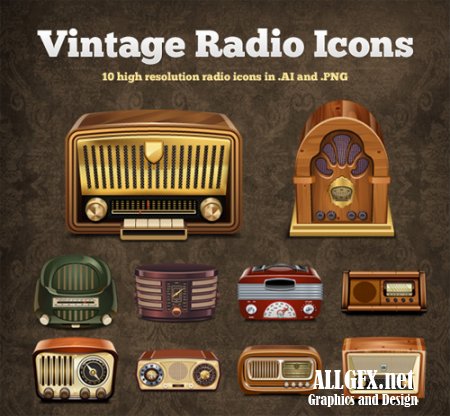 Vintage Radio Icons
10 high resolution radio icons in .AI and .PNG
ALLGFX.net
Graphics and Design